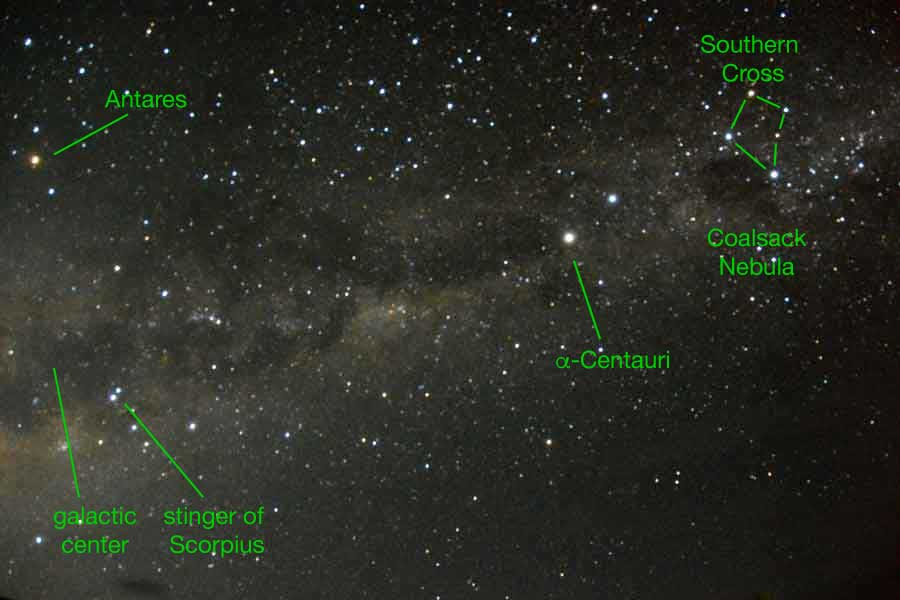 Southern
Cross
Antares
Coalsack
Nebula
α-Centauri
galactic
center
stinger of
Scorpius